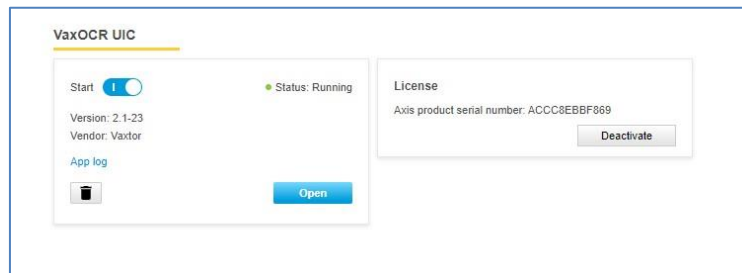 VaxOCR UIC
Start
Status: Running
Version: 2.1-23
Vendor: Vaxtor
App log
Open
License
Axis product serial number: ACCC8EBBF869
Deactivate